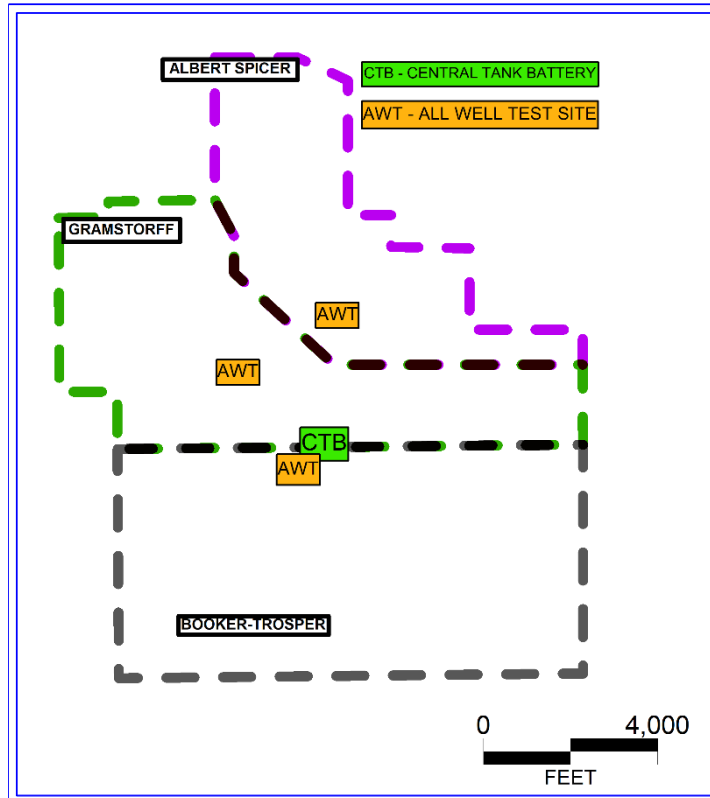 ALBERT SPICER
CTB - CENTRAL TANK BATTERY
AWT - ALL WELL TEST SITE
GRAMSTORFF
AWT
AWT
CTB
AWT
BOOKER-TROSPER
0 4,000
FEET